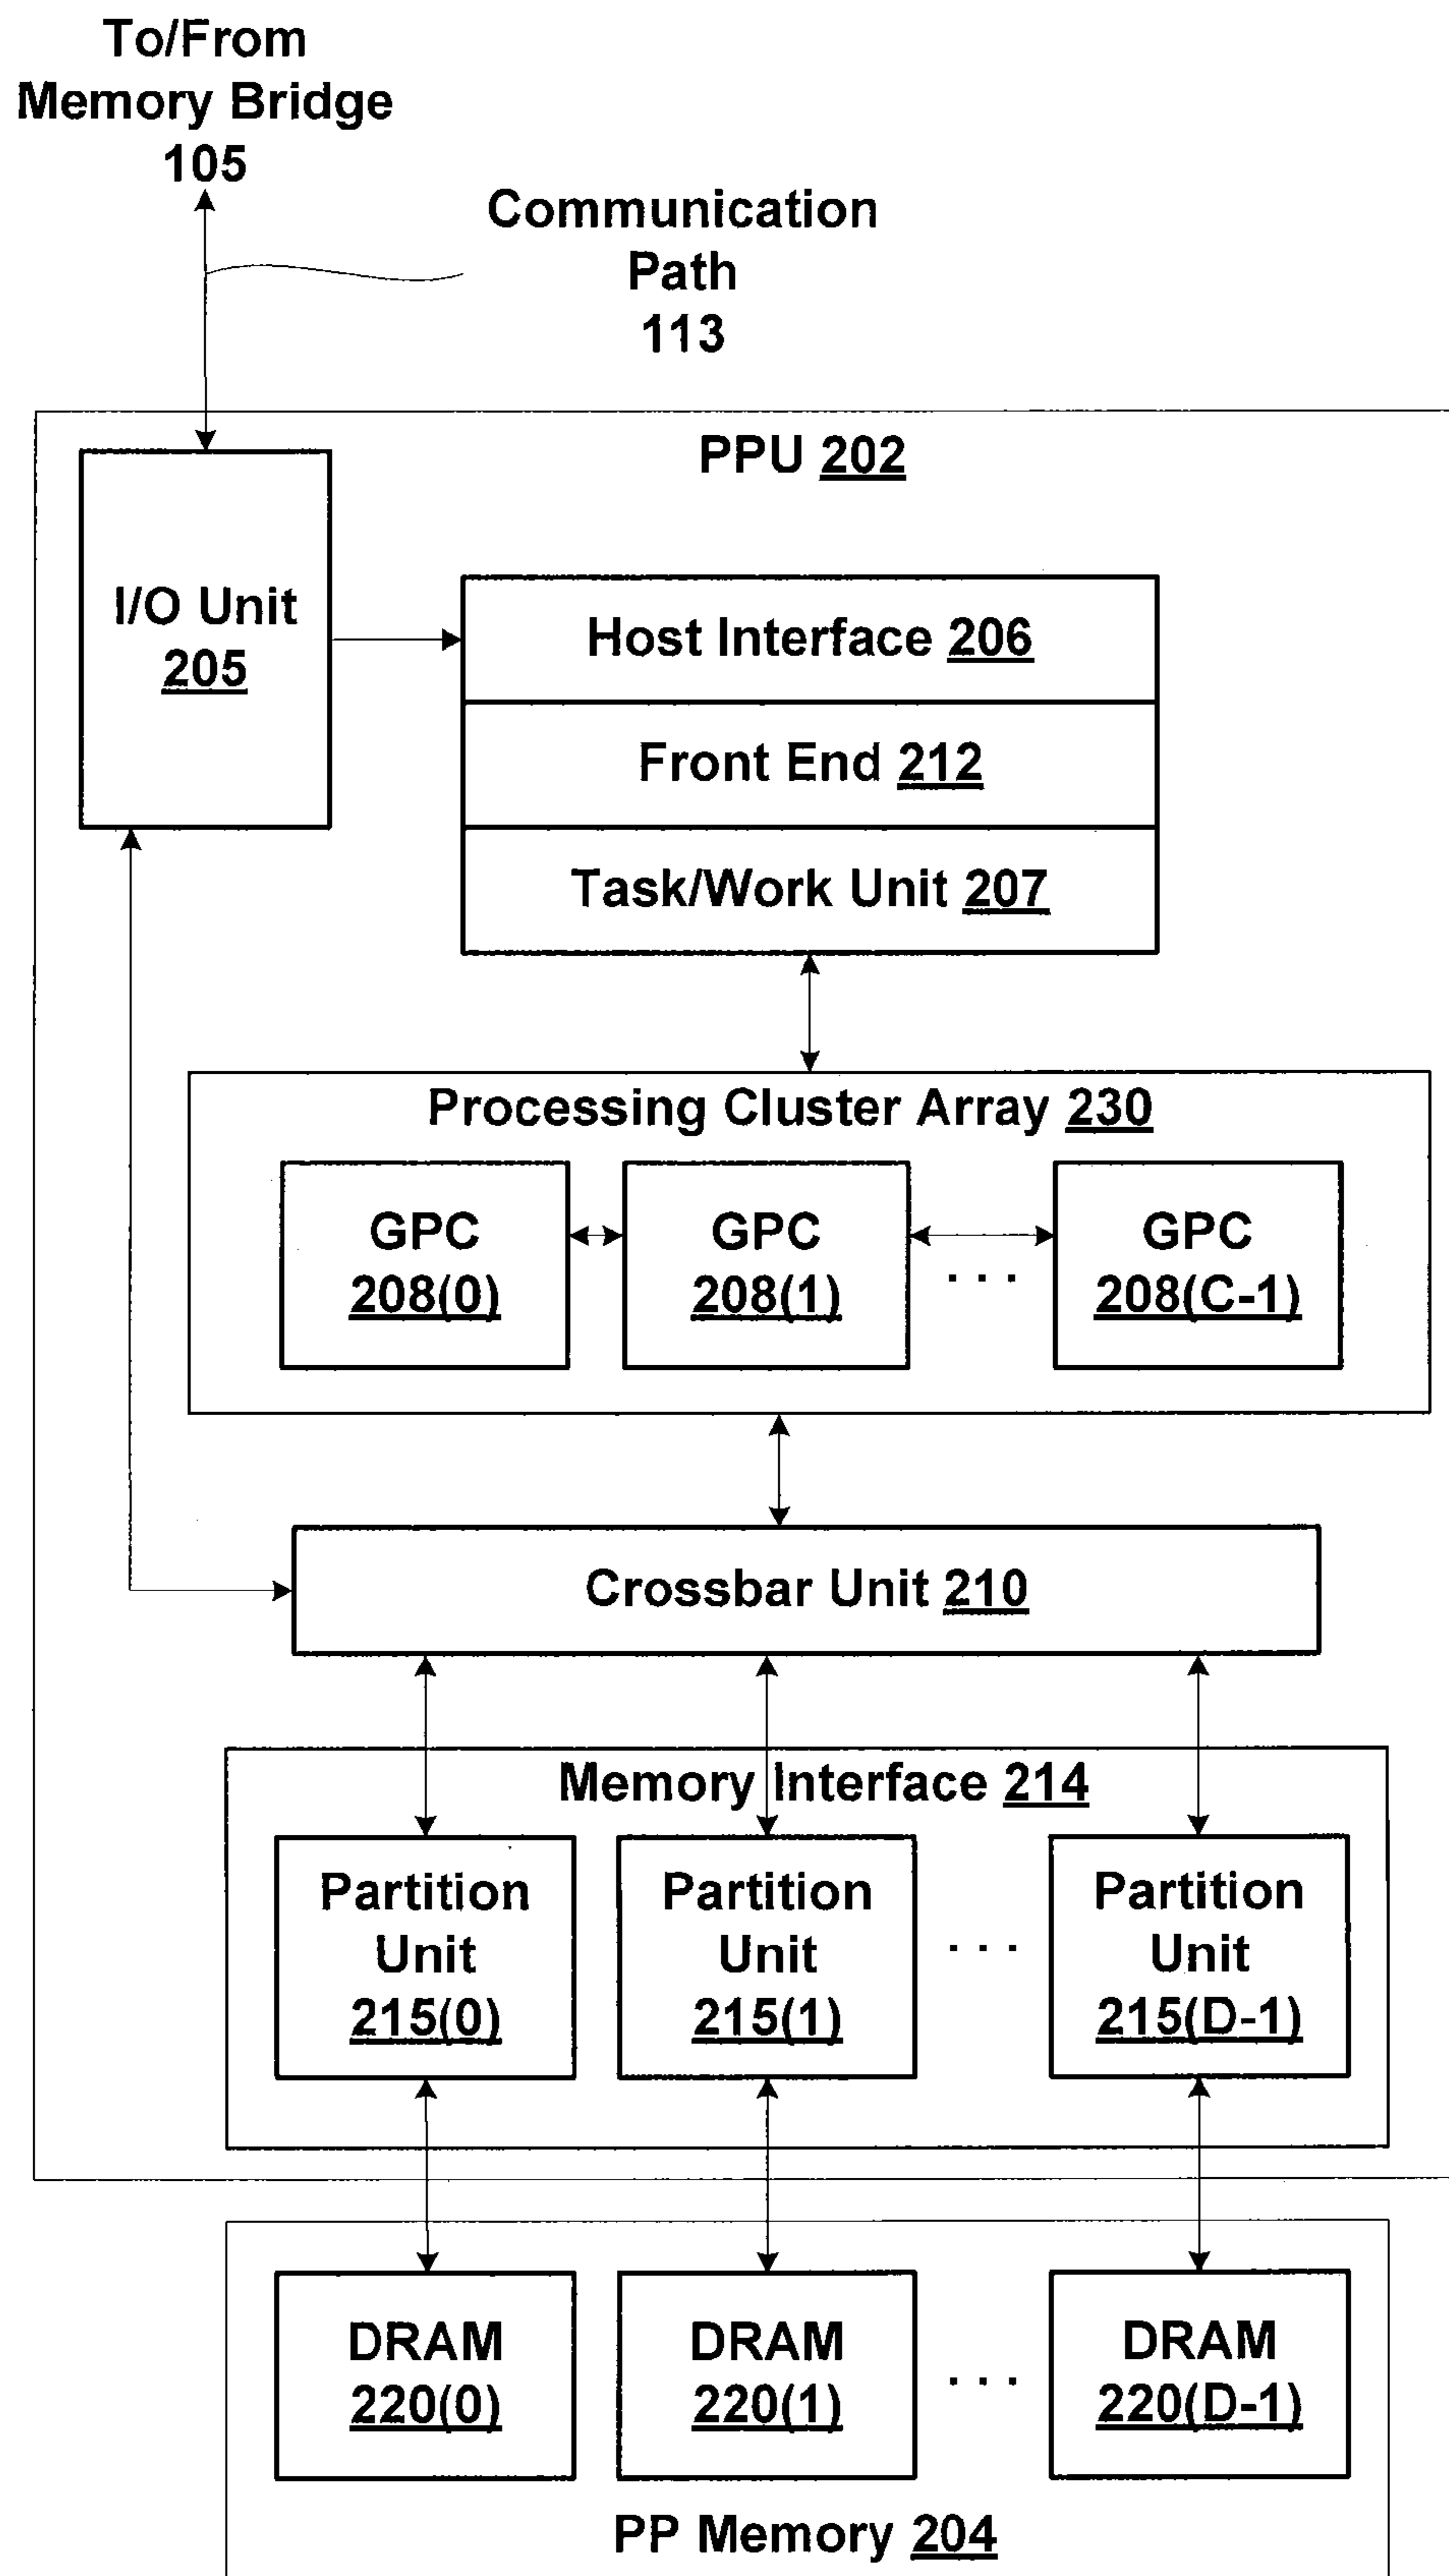 To/From
Memory Bridge
105
Communication
Path
113
PPU 202
I/O Unit
205
Host Interface 206
Front End 212
Task/Work Unit 207
Processing Cluster Array 230
GPC
208(0)
GPC
208(1)
. . .
GPC
208(C-1)
Crossbar Unit 210
Memory Interface 214
Partition
Unit
215(0)
Partition
Unit
215(1)
. . .
Partition
Unit
215(D-1)
DRAM
220(0)
DRAM
220(1)
. . .
DRAM
220(D-1)
PP Memory 204